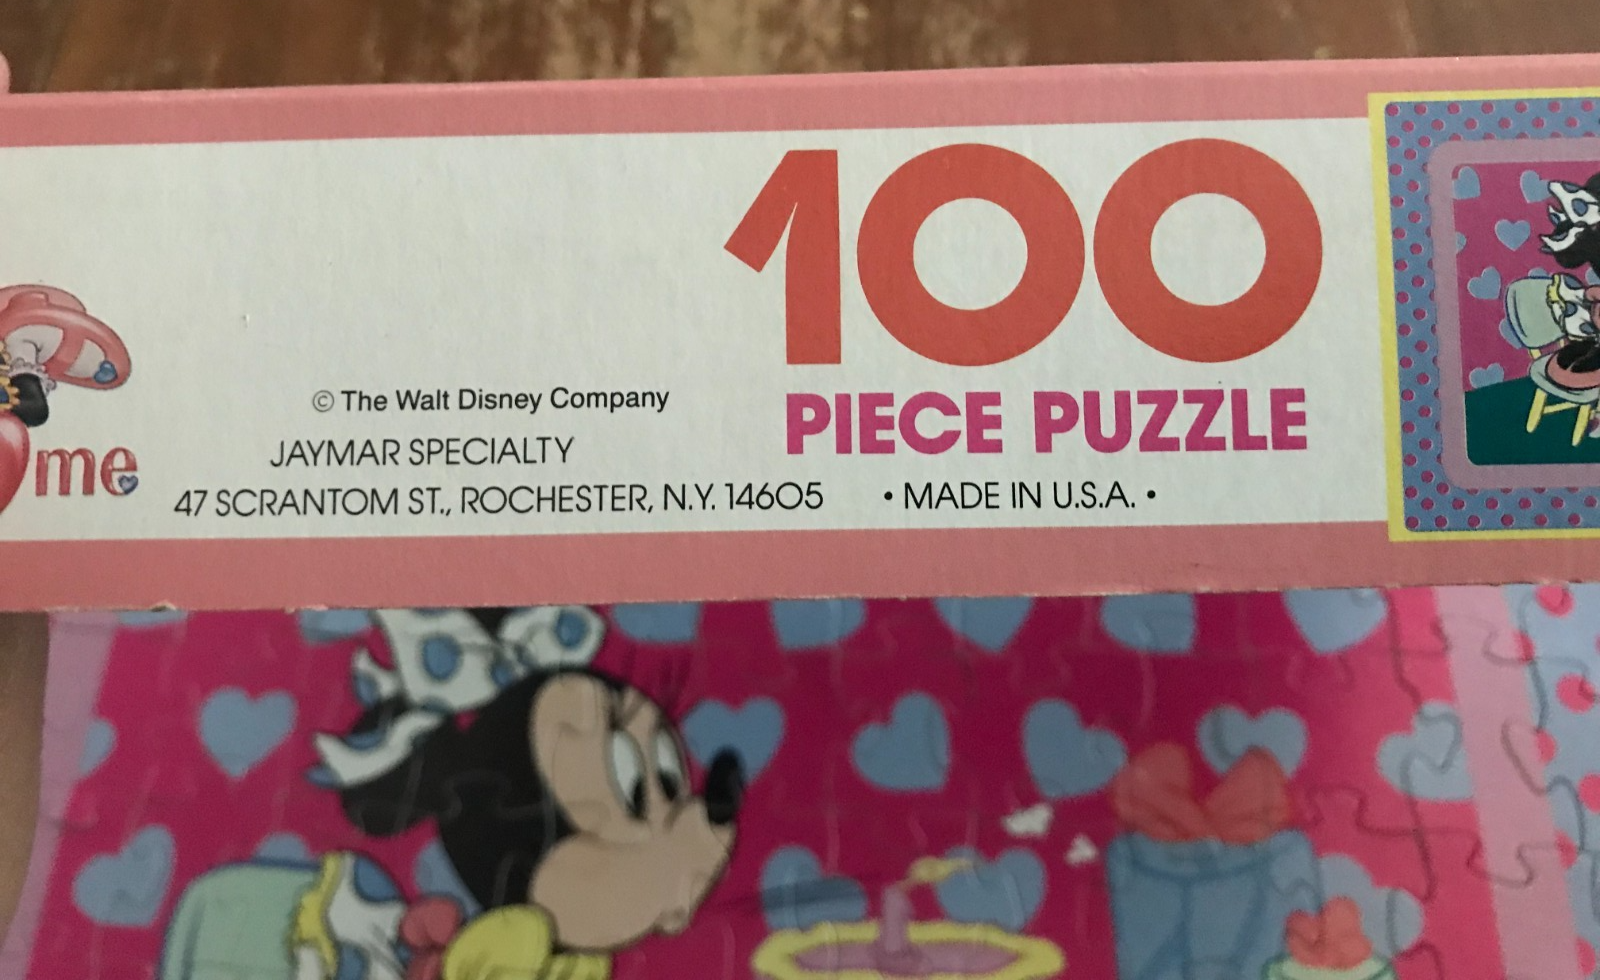 100
PIECE PUZZLE
me
© The Walt Disney Company
JAYMAR SPECIALTY
47 SCRANTOM ST., ROCHESTER, N.Y. 14605 • MADE IN U.S.A. •